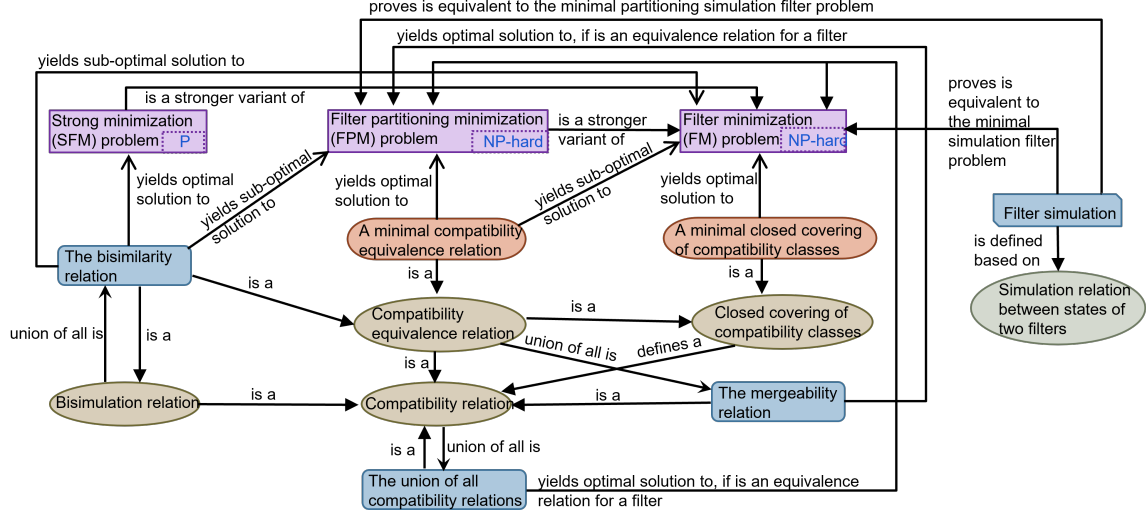 proves is equivalent to the minimal partitioning simulation filter problem
yields optimal solution to, if is an equivalence relation for a filter
yields sub-optimal solution to
is a stronger variant of
proves is
equivalent to
the minimal
simulation filter
problem
Strong minimization
(SFM) problem P
Filter partitioning minimization
(FPM) problem NP-hard
is a stronger
variant of
Filter minimization
(FM) problem NP-hard
yields optimal
solution to
yields sub-optimal
solution to
yields optimal
solution to
yields sub-optimal
solution to
yields optimal
solution to
Filter simulation
A minimal compatibility
equivalence relation
A minimal closed covering
of compatibility classes
is defined
based on
The bisimilarity
relation
is a
is a
is a
Simulation relation
between states of
two filters
Compatibility
equivalence relation
is a
Closed covering of
compatibility classes
union of all is
is a
union of all is
defines a
is a
Bisimulation relation
is a
Compatibility relation
is a
The mergeability
relation
is a
union of all is
The union of all
compatibility relations
yields optimal solution to, if is an equivalence
relation for a filter